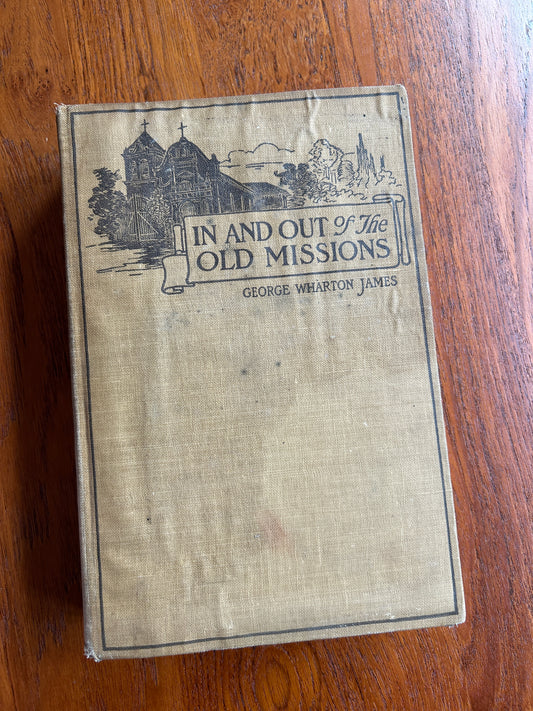 IN AND OUT of The
OLD MISSIONS
GEORGE WHARTON JAMES